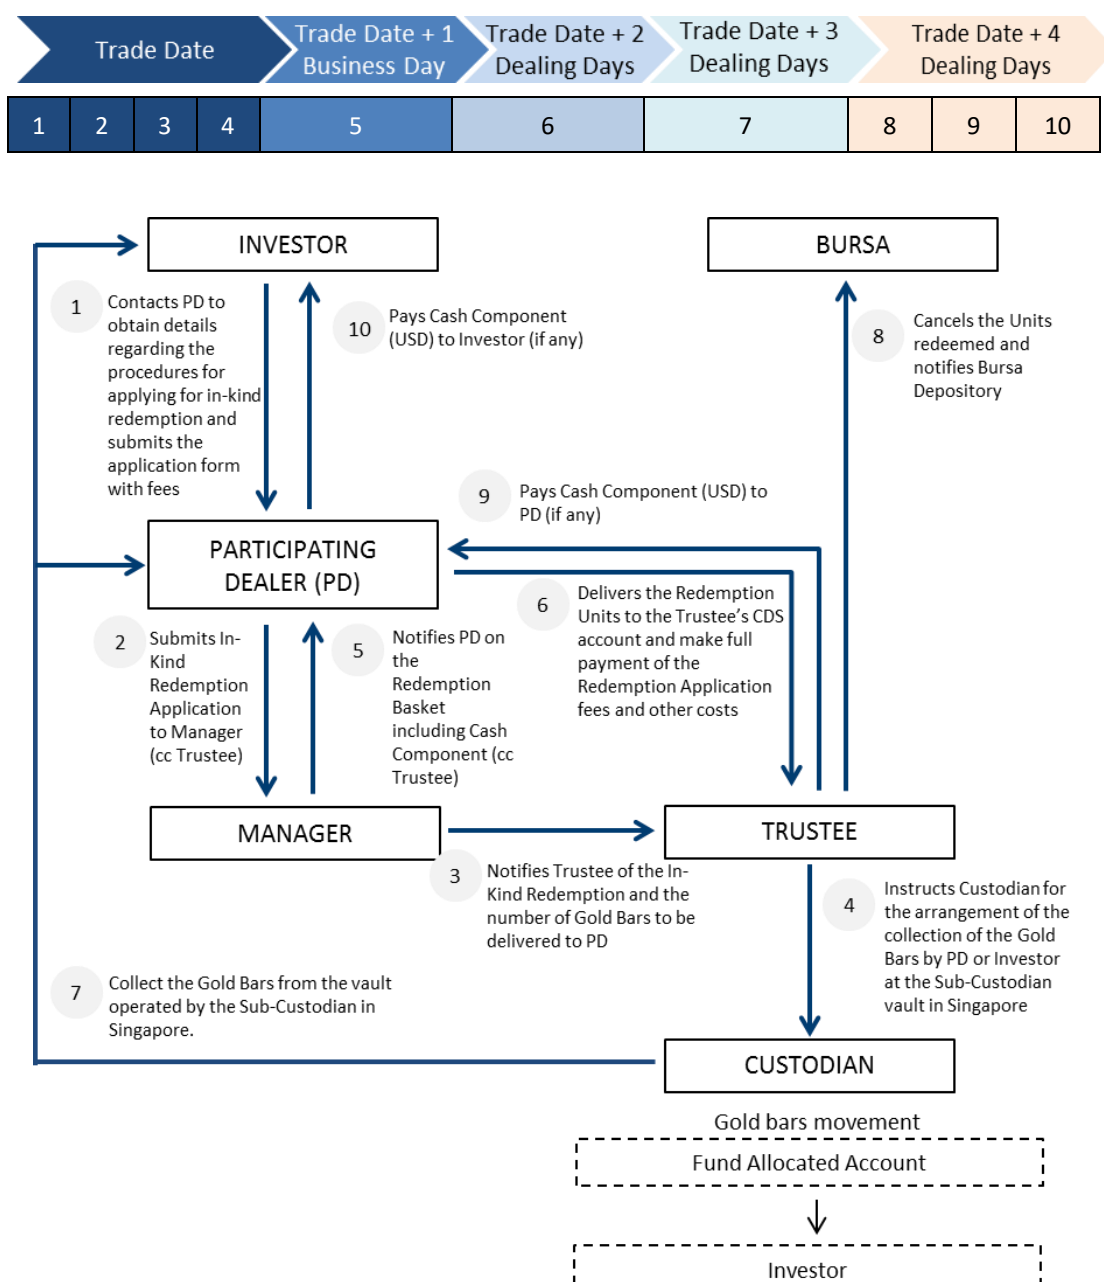 Trade Date
Trade Date + 1
Business Day
Trade Date + 2
Dealing Days
Trade Date + 3
Dealing Days
Trade Date + 4
Dealing Days
1
2
3
4
5
6
7
8
9
10
INVESTOR
BURSA
1
Contacts PD to
obtain details
regarding the
procedures for
applying for in-kind
redemption and
submits the
application form
with fees
10
Pays Cash Component
(USD) to Investor (if any)
8
Cancels the Units
redeemed and
notifies Bursa
Depository
9
Pays Cash Component (USD) to
PD (if any)
PARTICIPATING
DEALER (PD)
6
Delivers the Redemption
Units to the Trustee’s CDS
account and make full
payment of the
Redemption Application
fees and other costs
2
Submits In-
Kind
Redemption
Application
to Manager
(cc Trustee)
5
Notifies PD on
the
Redemption
Basket
including Cash
Component (cc
Trustee)
MANAGER
TRUSTEE
3
Notifies Trustee of the In-
Kind Redemption and the
number of Gold Bars to be
delivered to PD
4
Instructs Custodian for
the arrangement of the
collection of the Gold
Bars by PD or Investor
at the Sub-Custodian
vault in Singapore
7
Collect the Gold Bars from the vault
operated by the Sub-Custodian in
Singapore.
CUSTODIAN
Gold bars movement
Fund Allocated Account
Investor